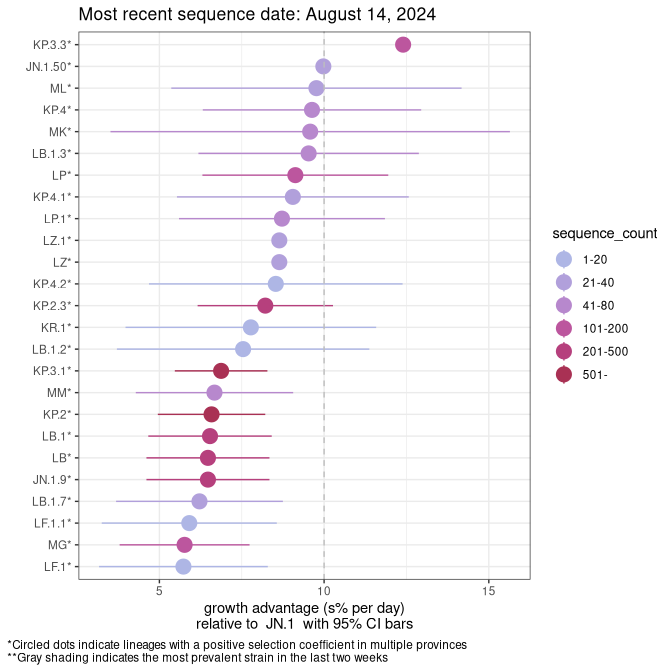 Most recent sequence date: August 14, 2024
KP.3.3*
JN.1.50*
ML*
KP.4*
MK*
LB.1.3*
LP*
KP.4.1*
LP.1*
LZ.1*
LZ*
KP.4.2*
KP.2.3*
KR.1*
LB.1.2*
KP.3.1*
MM*
KP.2*
LB.1*
LB*
JN.1.9*
LB.1.7*
LF.1.1*
MG*
LF.1*
5 10 15
growth advantage (s% per day)
relative to JN.1 with 95% CI bars
sequence_count
1-20
21-40
41-80
101-200
201-500
501-
*Circled dots indicate lineages with a positive selection coefficient in multiple provinces
**Gray shading indicates the most prevalent strain in the last two weeks